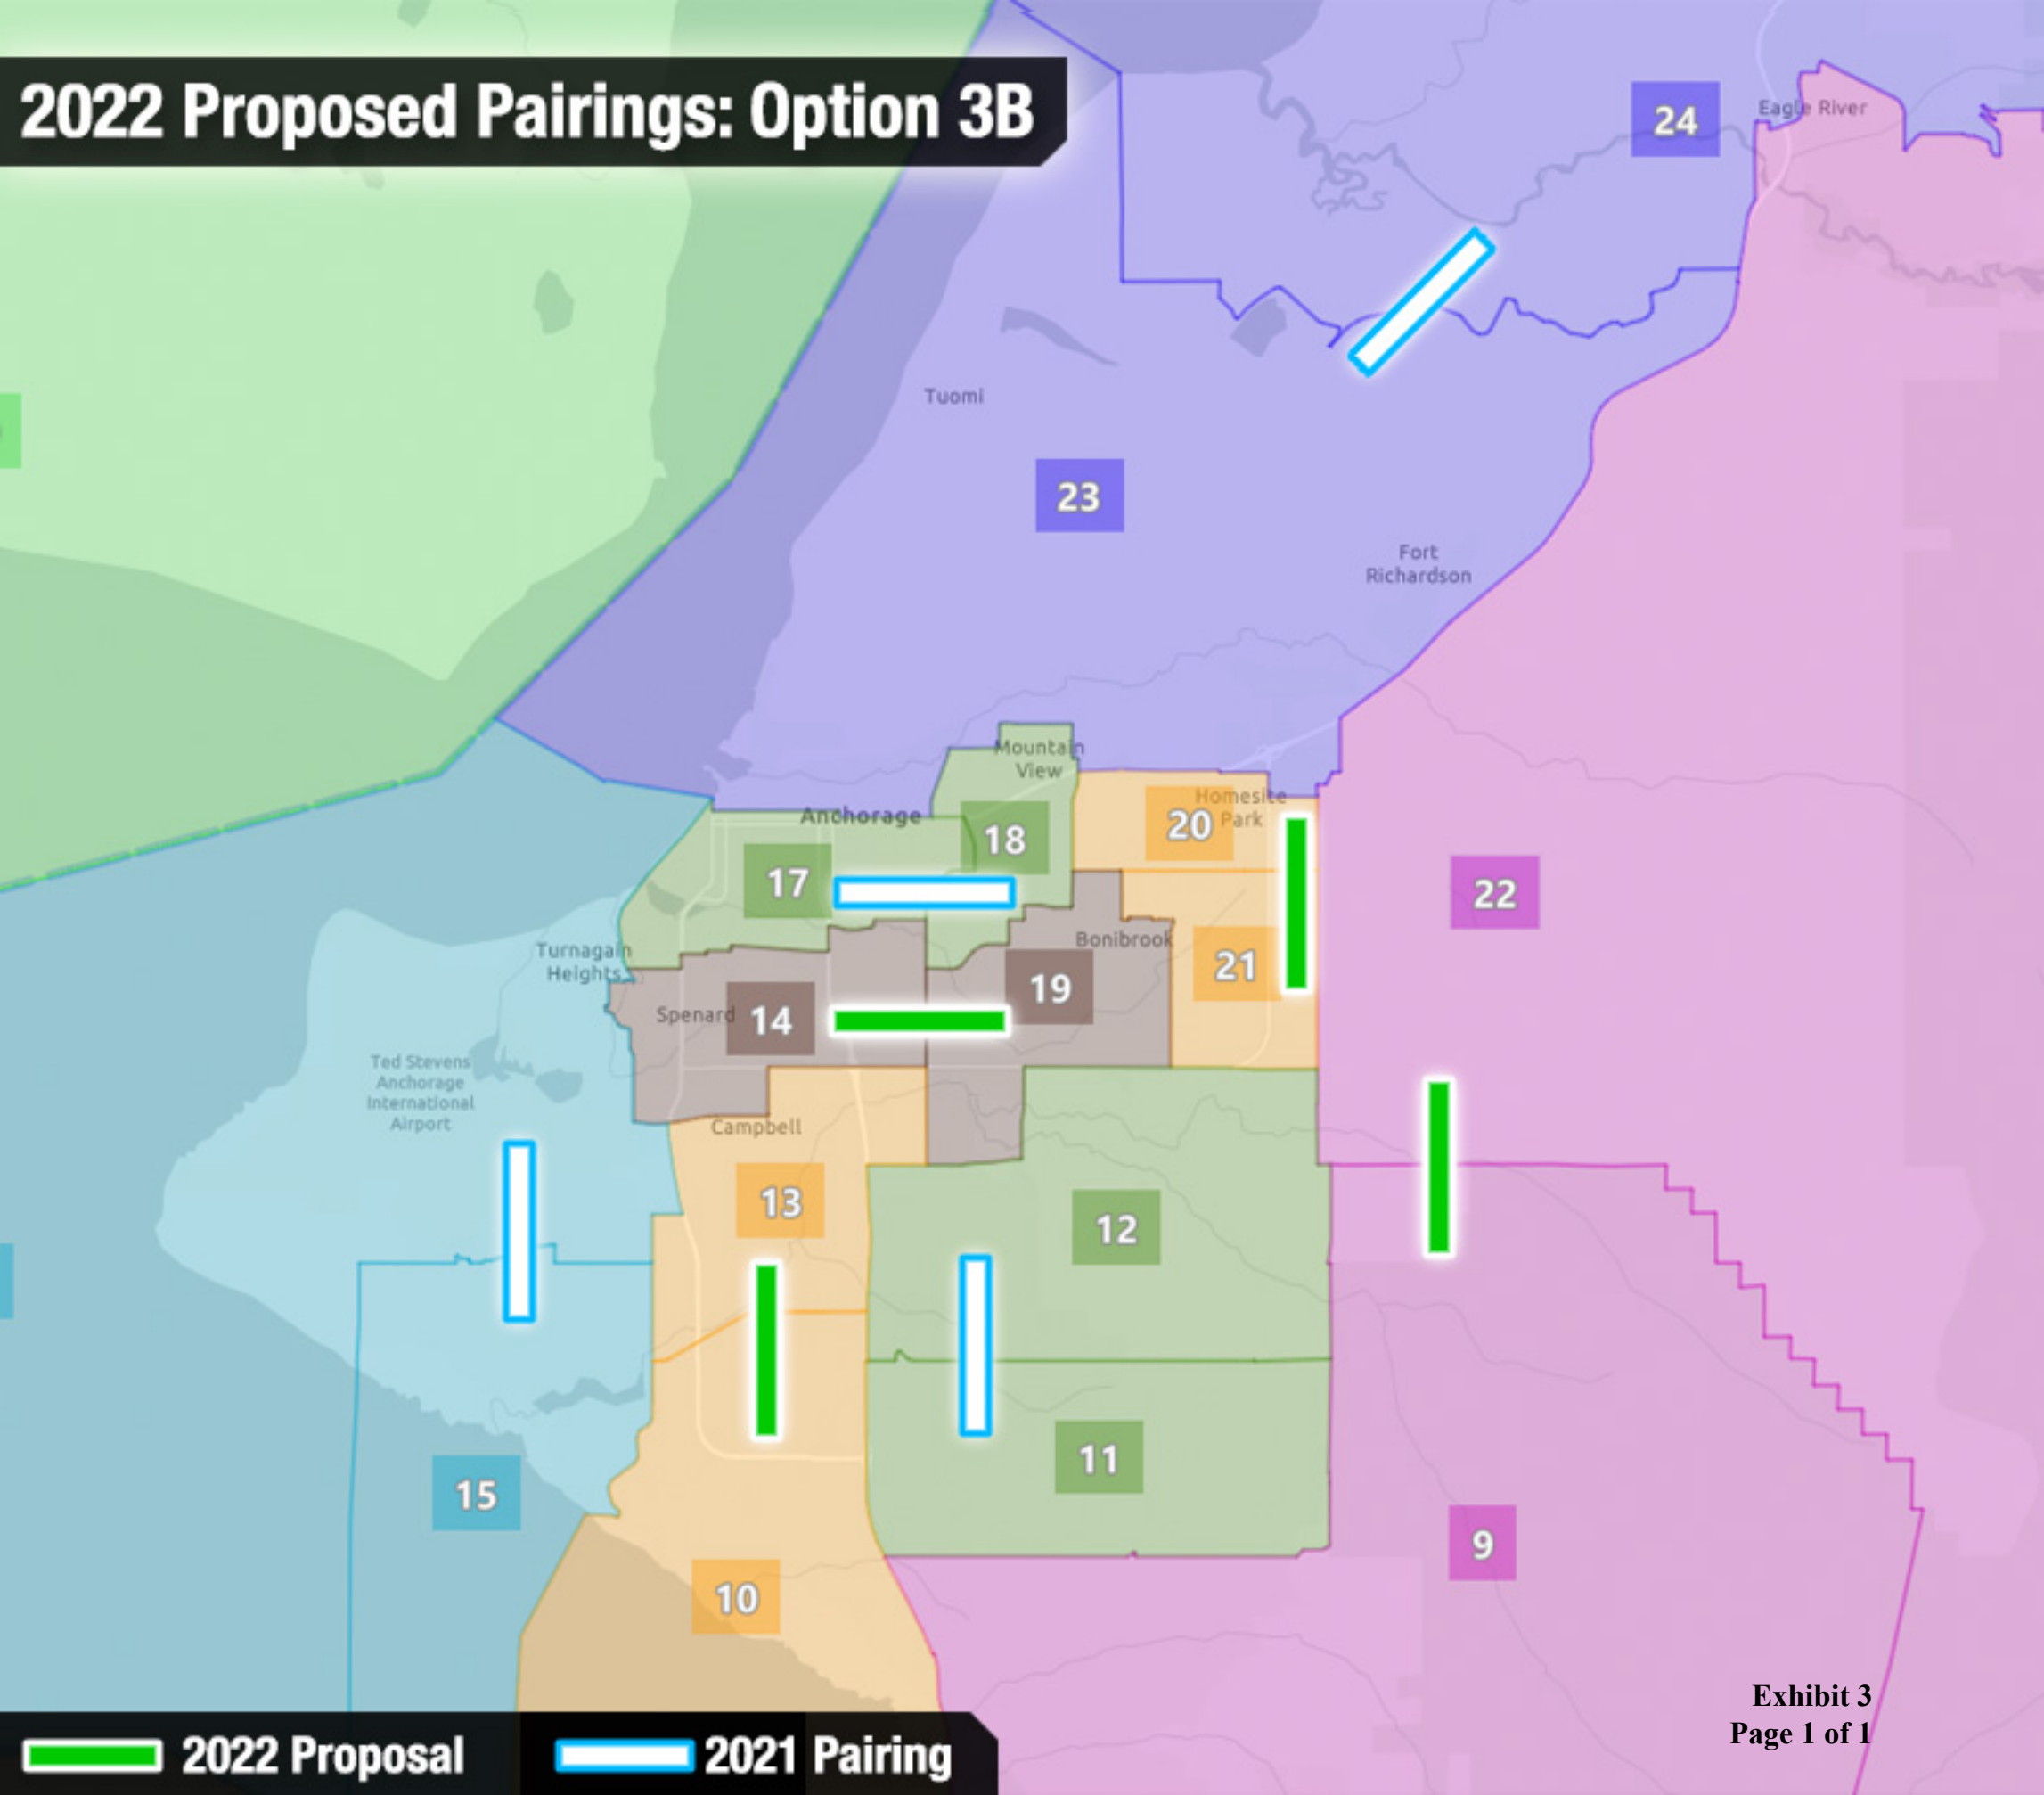 2022 Proposed Pairings: Option 3B
24
Eagle River
Tuomi
23
Fort
Richardson
Mountain
View
Homesite
Park
Anchorage
20
18
17
22
Bonibrook
Turnagain
Heights
21
19
Spenard
14
Ted Stevens
Anchorage
International
Airport
Campbell
13
12
11
15
9
10
Exhibit 3
Page 1 of 1
2022 Proposal
2021 Pairing